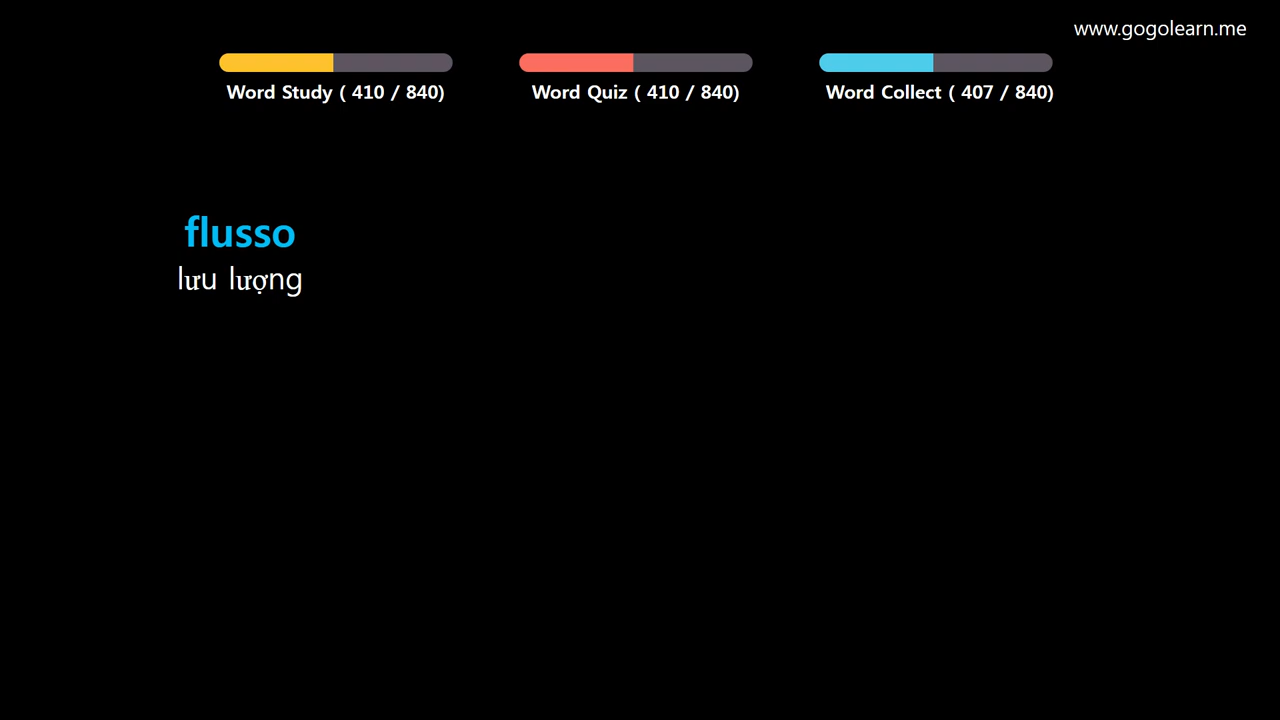 www.gogolearn.me
Word Study ( 410 / 840)
Word Quiz ( 410 / 840)
Word Collect ( 407 / 840)
flusso
lưu lượng